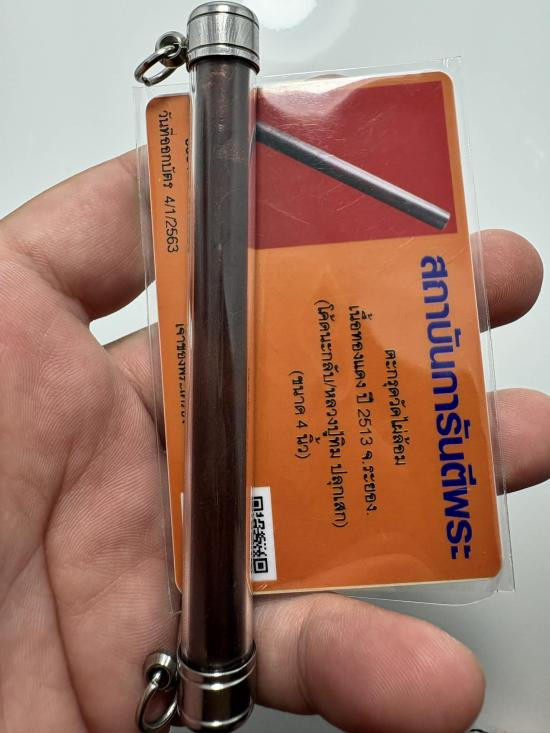 สถาบันการันตีพระ
ตะกรุดวัดไผ่ล้อม
เนื้อทองแดง ปี 2513 จ.ระยอง.
(โค้ดนะกลับ/หลวงปู่ทิม ปลุกเสก)
(ขนาด 4 นิ้ว)
วันที่ออกบัตร 4/1/2563